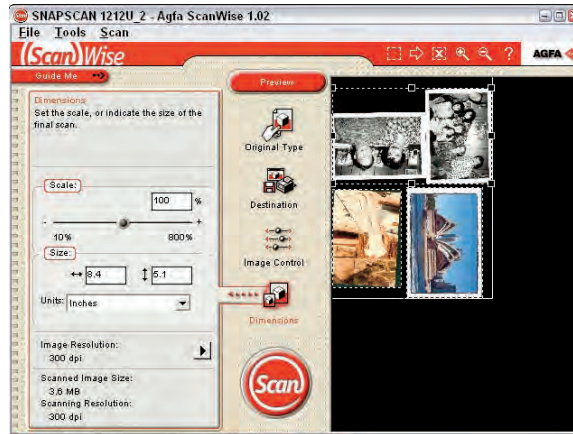 SNAPSCAN 1212U_2 - Agfa ScanWise 1.02
File Tools Scan
(Scan)Wise
? AGFA
Guide Me
Preview
Dimensions
Set the scale, or indicate the size of the
final scan.
Original Type
Scale:
100 %
- +
10% 800%
Destination
Size:
8.4 5.1
Units: Inches
Image Control
Dimensions
Image Resolution:
300 dpi
Scanned Image Size:
3.6 MB
Scanning Resolution:
300 dpi
Scan